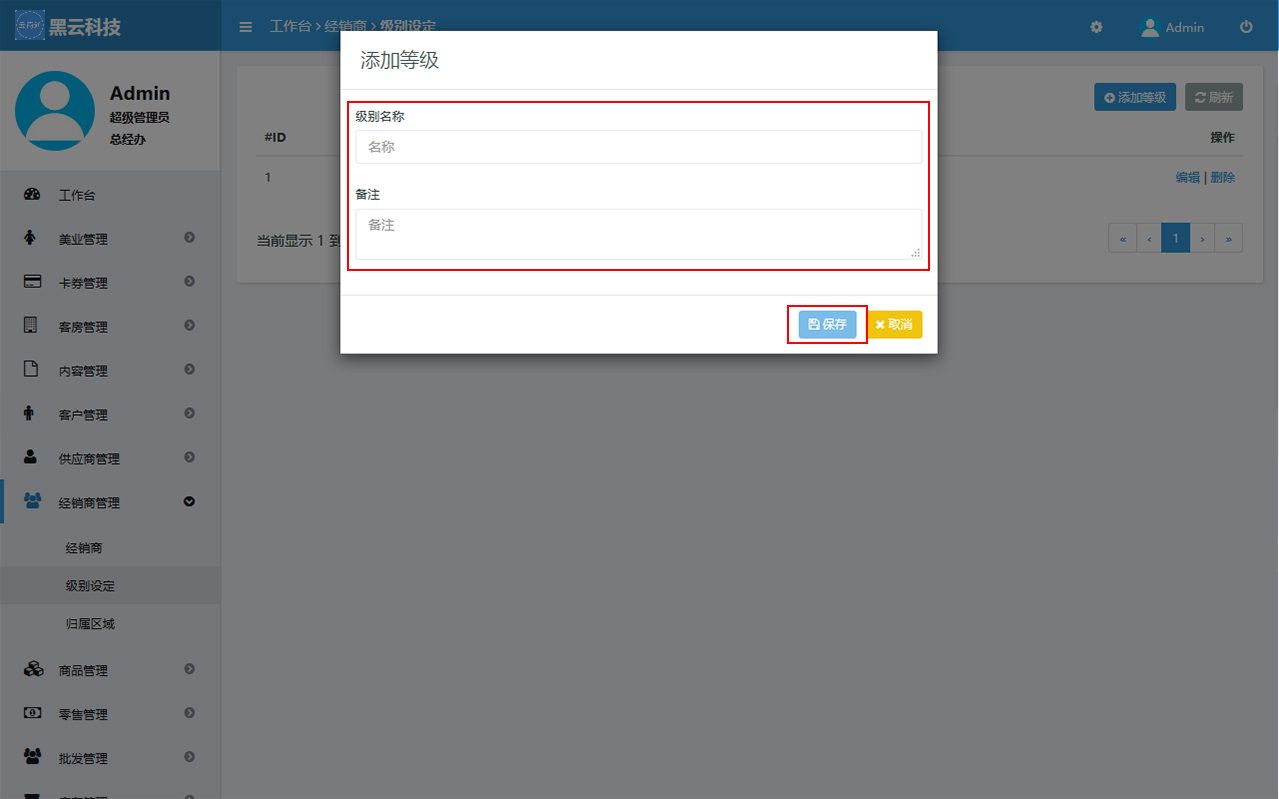 黑云科技
工作台 > 经销商 > 级别设定
Admin
Admin
超级管理员
总经办
工作台
美业管理
卡券管理
客房管理
内容管理
客户管理
供应商管理
经销商管理
经销商
级别设定
归属区域
商品管理
零售管理
批发管理
添加等级
刷新
#ID
操作
1
编辑 | 删除
当前显示 1 到
« ‹ 1 › »
添加等级
级别名称
名称
备注
备注
保存
取消